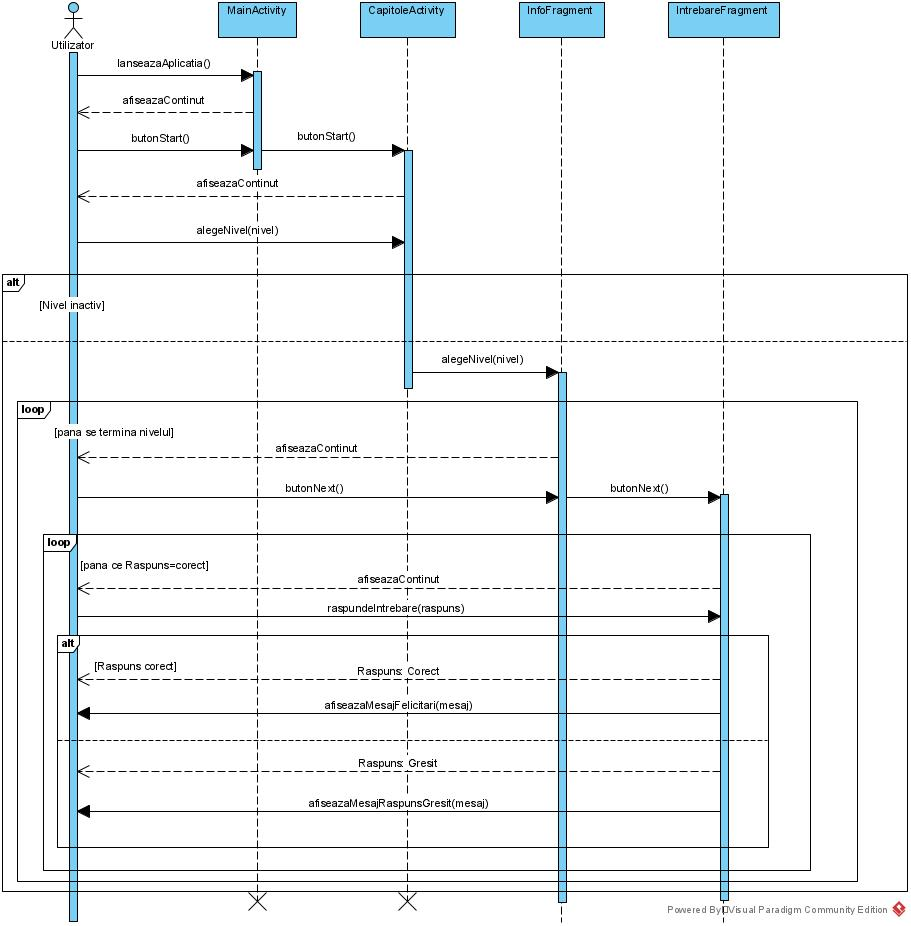 MainActivity
CapitoleActivity
InfoFragment
IntrebareFragment
Utilizator
lanseazaAplicatia()
afiseazaContinut
butonStart()
butonStart()
afiseazaContinut
alegeNivel(nivel)
alt
[Nivel inactiv]
alegeNivel(nivel)
loop
[pana se termina nivelul]
afiseazaContinut
butonNext()
butonNext()
loop
[pana ce Raspuns=corect]
afiseazaContinut
raspundeIntrebare(raspuns)
alt
[Raspuns corect]
Raspuns: Corect
afiseazaMesajFelicitari(mesaj)
Raspuns: Gresit
afiseazaMesajRaspunsGresit(mesaj)
Powered By Visual Paradigm Community Edition